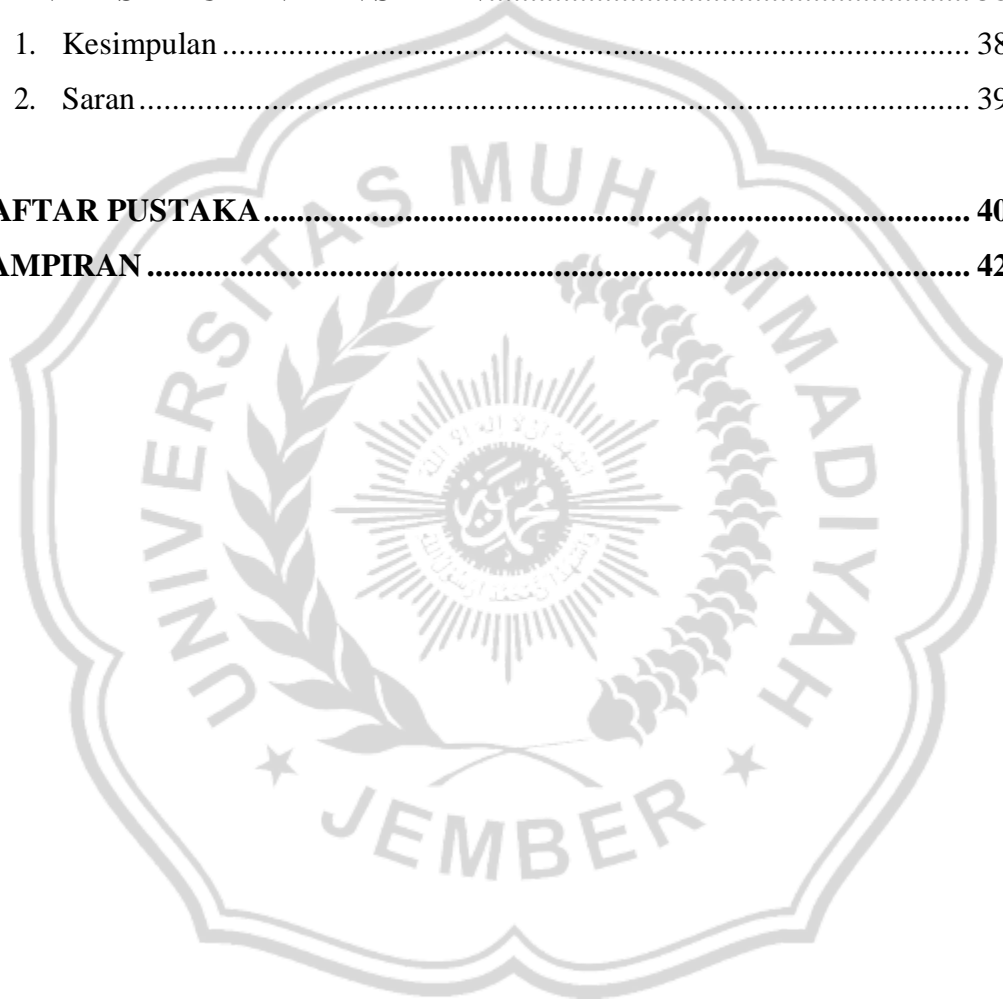 1. Kesimpulan ........................ 38
2. Saran ........................ 39
AFTAR PUSTAKA ........................ 40
AMPIRAN ........................ 42
UNIVERSITAS MUHAMMADIYAH
JEMBER